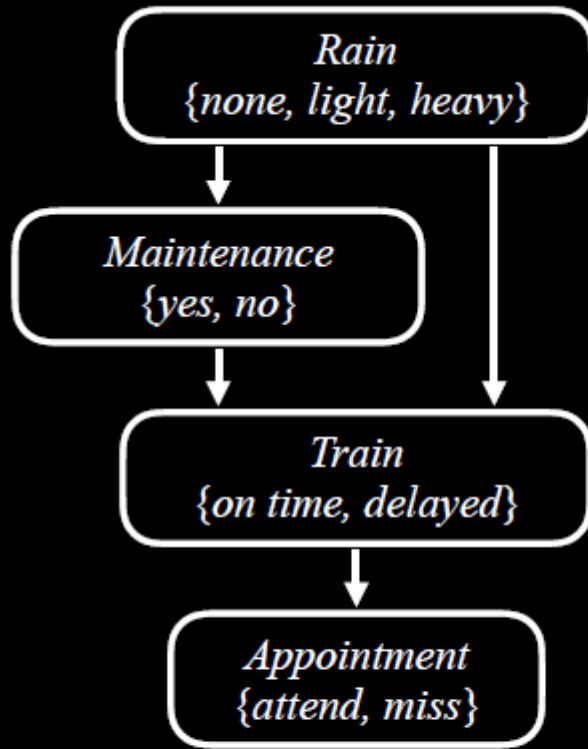 Rain
{none, light, heavy}
Maintenance
{yes, no}
Train
{on time, delayed}
Appointment
{attend, miss}